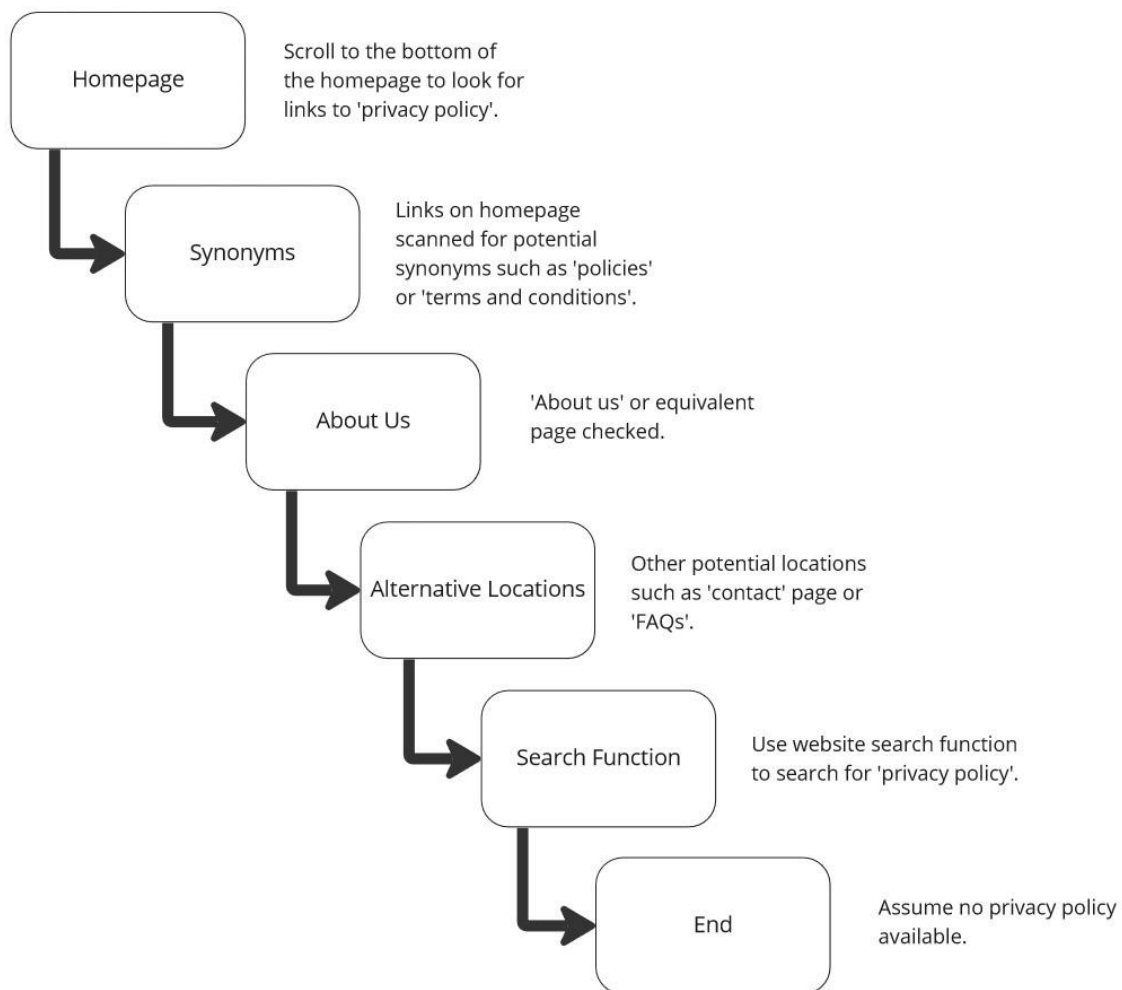 Homepage
Scroll to the bottom of
the homepage to look for
links to 'privacy policy'.
Synonyms
Links on homepage
scanned for potential
synonyms such as 'policies'
or 'terms and conditions'.
About Us
'About us' or equivalent
page checked.
Alternative Locations
Other potential locations
such as 'contact' page or
'FAQs'.
Search Function
Use website search function
to search for 'privacy policy'.
End
Assume no privacy policy
available.